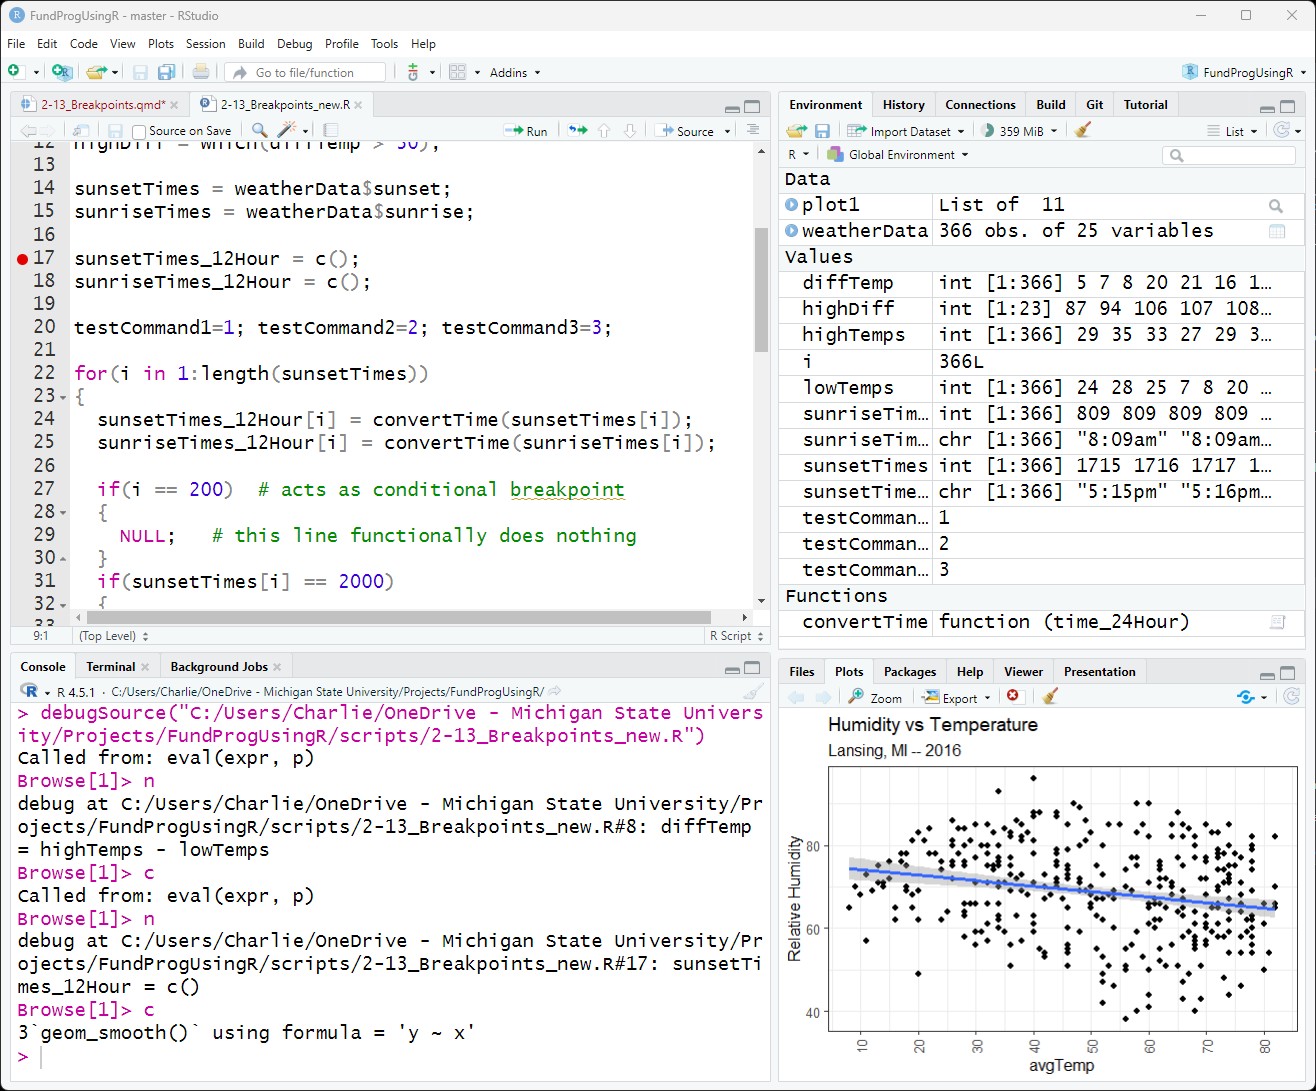 FundProgUsingR - master - RStudio
File Edit Code View Plots Session Build Debug Profile Tools Help
Go to file/function Addins FundProgUsingR
2-13_Breakpoints.qmd* 2-13_Breakpoints_new.R
Source on Save Run Source
12 highDiff = which(diffTemp > 30);
13
14 sunsetTimes = weatherData$sunset;
15 sunriseTimes = weatherData$sunrise;
16
17 sunsetTimes_12Hour = c();
18 sunriseTimes_12Hour = c();
19
20 testCommand1=1; testCommand2=2; testCommand3=3;
21
22 for(i in 1:length(sunsetTimes))
23 {
24 sunsetTimes_12Hour[i] = convertTime(sunsetTimes[i]);
25 sunriseTimes_12Hour[i] = convertTime(sunriseTimes[i]);
26
27 if(i == 200) # acts as conditional breakpoint
28 {
29 NULL; # this line functionally does nothing
30 }
31 if(sunsetTimes[i] == 2000)
32 {
33
9:1 (Top Level) R Script
Console Terminal Background Jobs
R 4.5.1 · C:/Users/Charlie/OneDrive - Michigan State University/Projects/FundProgUsingR/
> debugSource("C:/Users/Charlie/OneDrive - Michigan State Univers
ity/Projects/FundProgUsingR/scripts/2-13_Breakpoints_new.R")
Called from: eval(expr, p)
Browse[1]> n
debug at C:/Users/Charlie/OneDrive - Michigan State University/Pr
ojects/FundProgUsingR/scripts/2-13_Breakpoints_new.R#8: diffTemp
= highTemps - lowTemps
Browse[1]> c
Called from: eval(expr, p)
Browse[1]> n
debug at C:/Users/Charlie/OneDrive - Michigan State University/Pr
ojects/FundProgUsingR/scripts/2-13_Breakpoints_new.R#17: sunsetTi
mes_12Hour = c()
Browse[1]> c
3`geom_smooth()` using formula = 'y ~ x'
>
Environment History Connections Build Git Tutorial
Import Dataset 359 MiB List
R Global Environment
Data
plot1 List of 11
weatherData 366 obs. of 25 variables
Values
diffTemp int [1:366] 5 7 8 20 21 16 1…
highDiff int [1:23] 87 94 106 107 108…
highTemps int [1:366] 29 35 33 27 29 3…
i 366L
lowTemps int [1:366] 24 28 25 7 8 20 …
sunriseTim… int [1:366] 809 809 809 809 …
sunriseTim… chr [1:366] "8:09am" "8:09am…
sunsetTimes int [1:366] 1715 1716 1717 1…
sunsetTime… chr [1:366] "5:15pm" "5:16pm…
testComman… 1
testComman… 2
testComman… 3
Functions
convertTime function (time_24Hour)
Files Plots Packages Help Viewer Presentation
Zoom Export
Humidity vs Temperature
Lansing, MI -- 2016
Relative Humidity
80
60
40
10 20 30 40 50 60 70 80
avgTemp